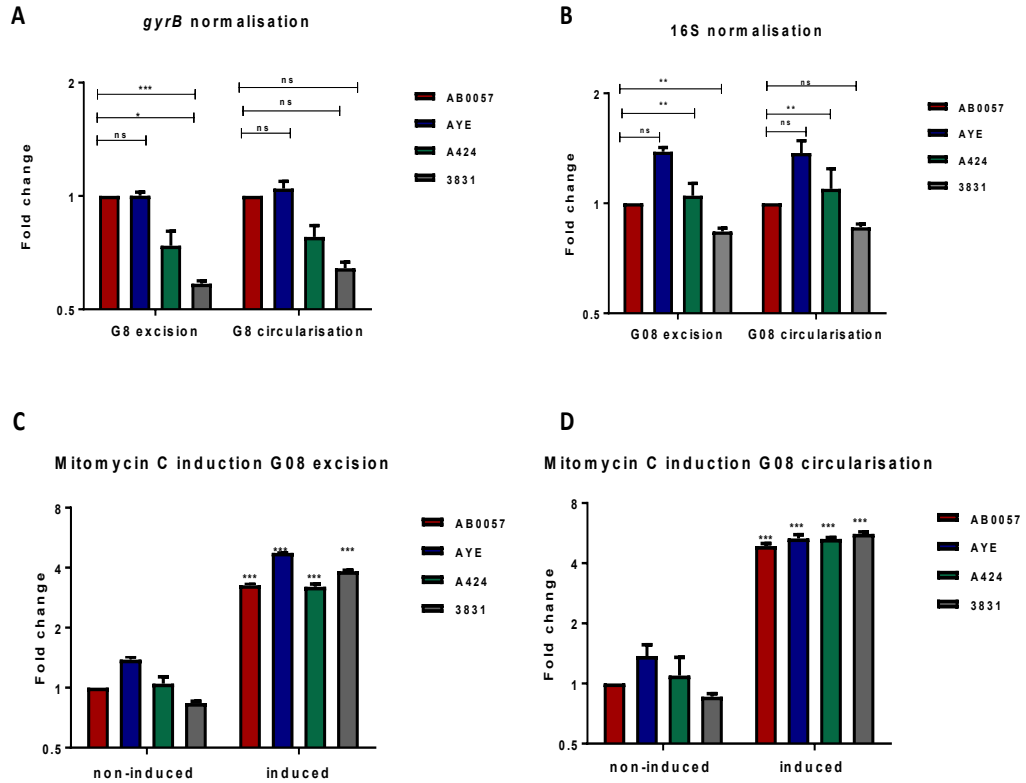 A
gyrB normalisation
2
1
0.5
Fold change
***
*
ns
ns
ns
ns
G8 excision
G8 circularisation
AB0057
AYE
A424
3831
B
16S normalisation
2
1
0.5
Fold change
**
**
ns
ns
**
ns
G08 excision
G08 circularisation
AB0057
AYE
A424
3831
C
Mitomycin C induction G08 excision
8
4
2
1
0.5
Fold change
***
***
***
***
non-induced
induced
AB0057
AYE
A424
3831
D
Mitomycin C induction G08 circularisation
8
4
2
1
0.5
Fold change
***
***
***
***
non-induced
induced
AB0057
AYE
A424
3831